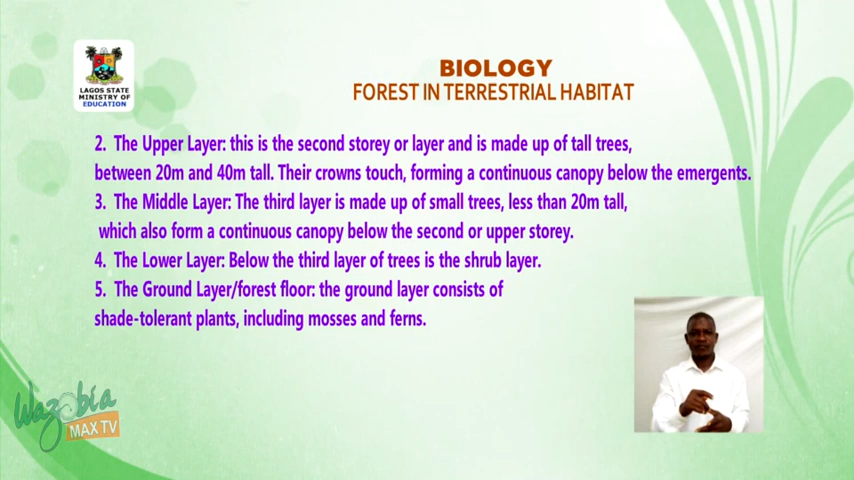 LAGOS STATE
MINISTRY OF
EDUCATION
BIOLOGY
FOREST IN TERRESTRIAL HABITAT
2. The Upper Layer: this is the second storey or layer and is made up of tall trees,
between 20m and 40m tall. Their crowns touch, forming a continuous canopy below the emergents.
3. The Middle Layer: The third layer is made up of small trees, less than 20m tall,
which also form a continuous canopy below the second or upper storey.
4. The Lower Layer: Below the third layer of trees is the shrub layer.
5. The Ground Layer/forest floor: the ground layer consists of
shade-tolerant plants, including mosses and ferns.
Wazobia
MAX TV